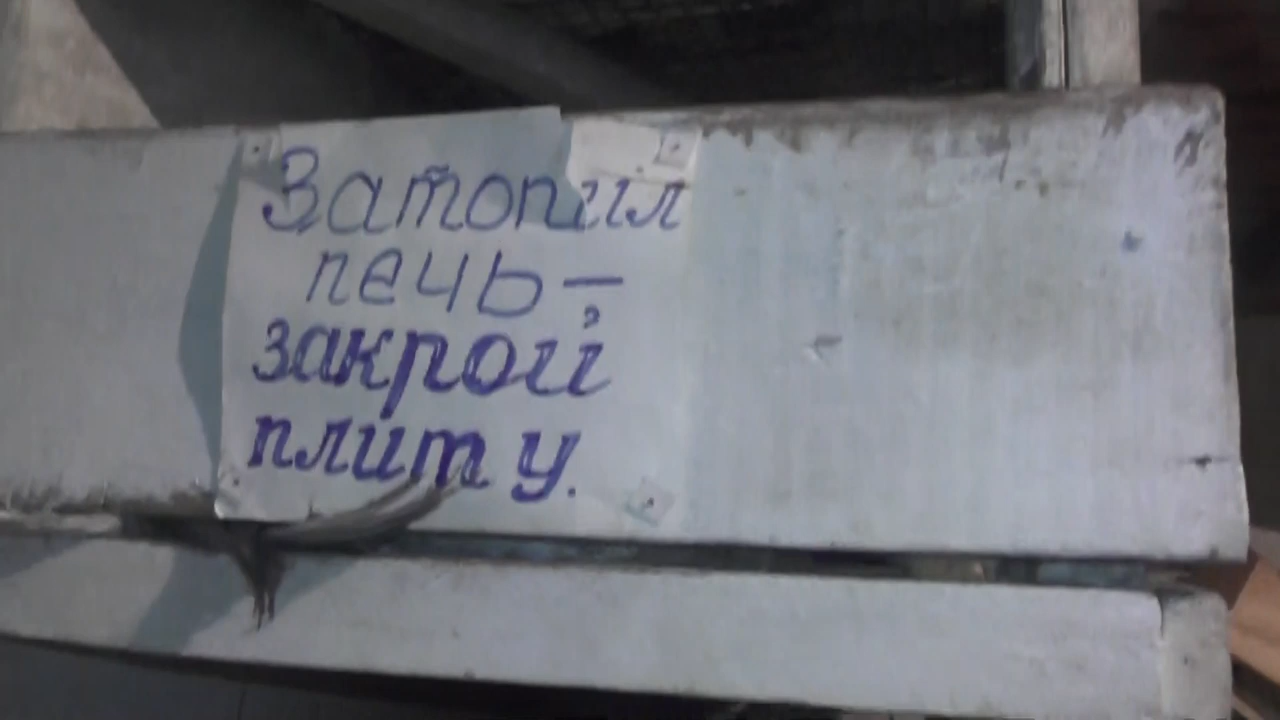 Затопил
печь –
закрой
плиту.